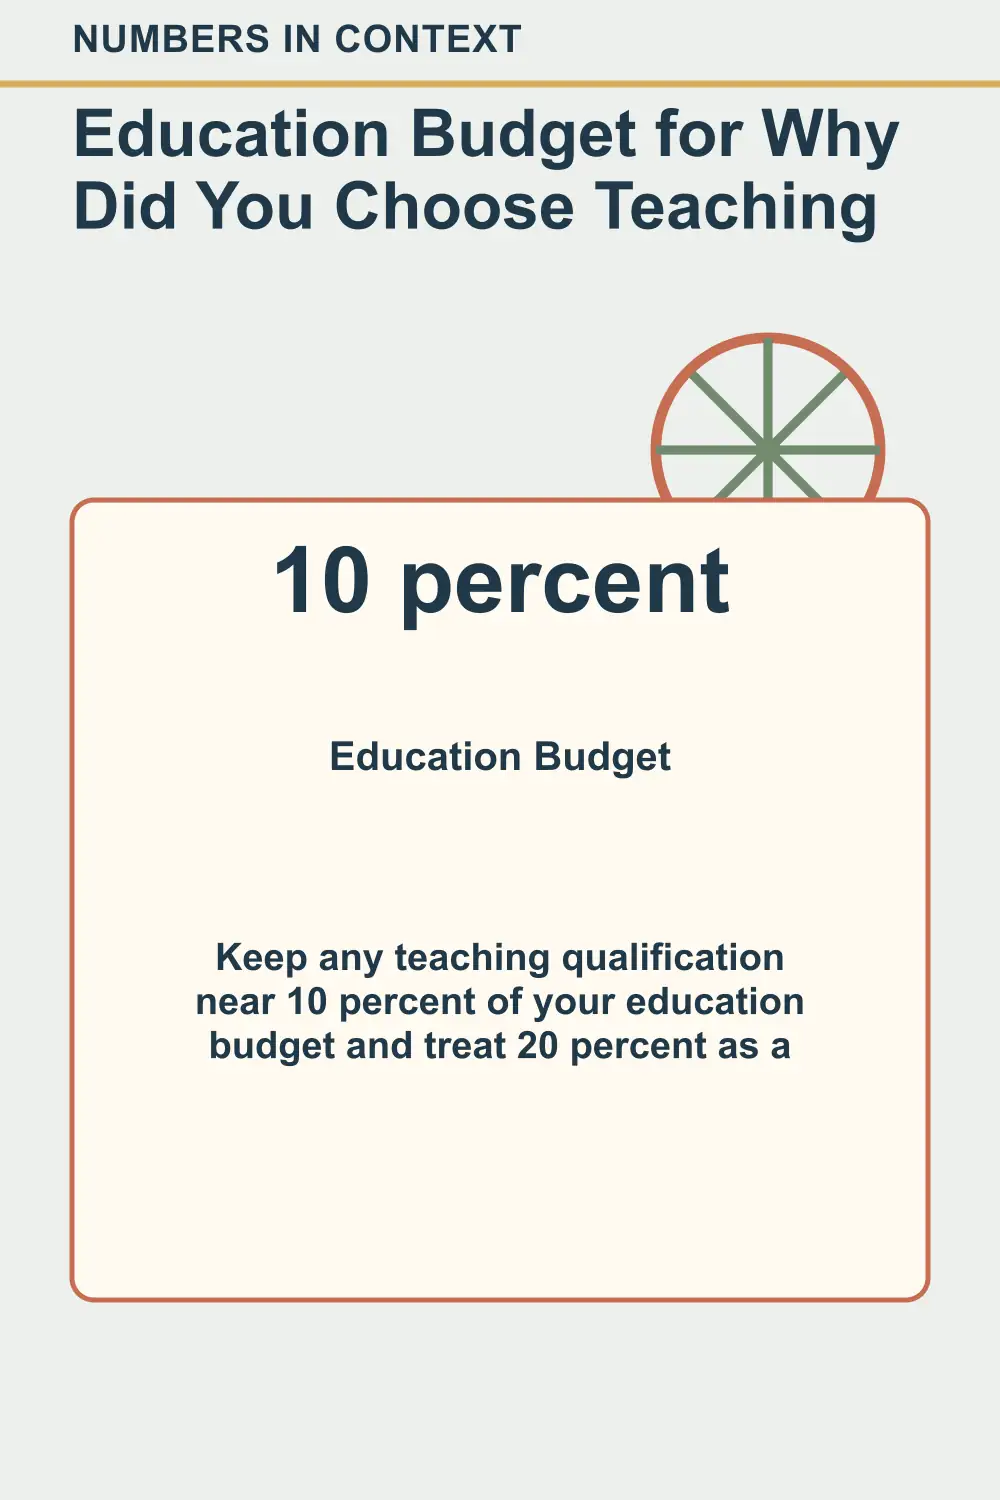 NUMBERS IN CONTEXT
Education Budget for Why
Did You Choose Teaching
10 percent
Education Budget
Keep any teaching qualification
near 10 percent of your education
budget and treat 20 percent as a